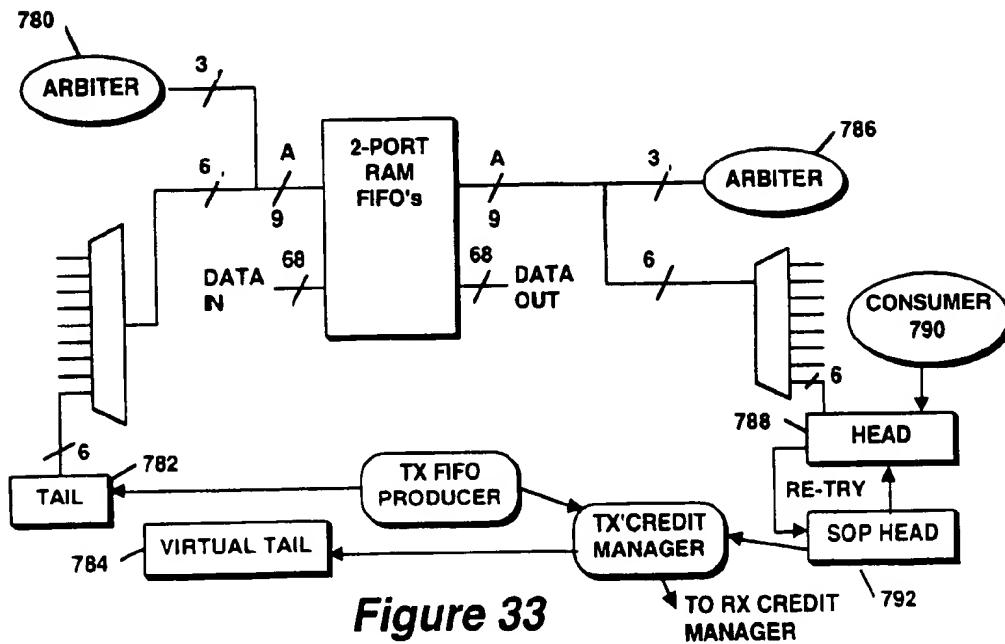 780
ARBITER
3
6
A
9
2-PORT
RAM
FIFO's
A
9
3
786
ARBITER
DATA
IN
68
68
DATA
OUT
6
CONSUMER
790
6
788
HEAD
6
782
TAIL
TX FIFO
PRODUCER
RE-TRY
784
VIRTUAL TAIL
TX'CREDIT
MANAGER
SOP HEAD
792
Figure 33
TO RX CREDIT
MANAGER